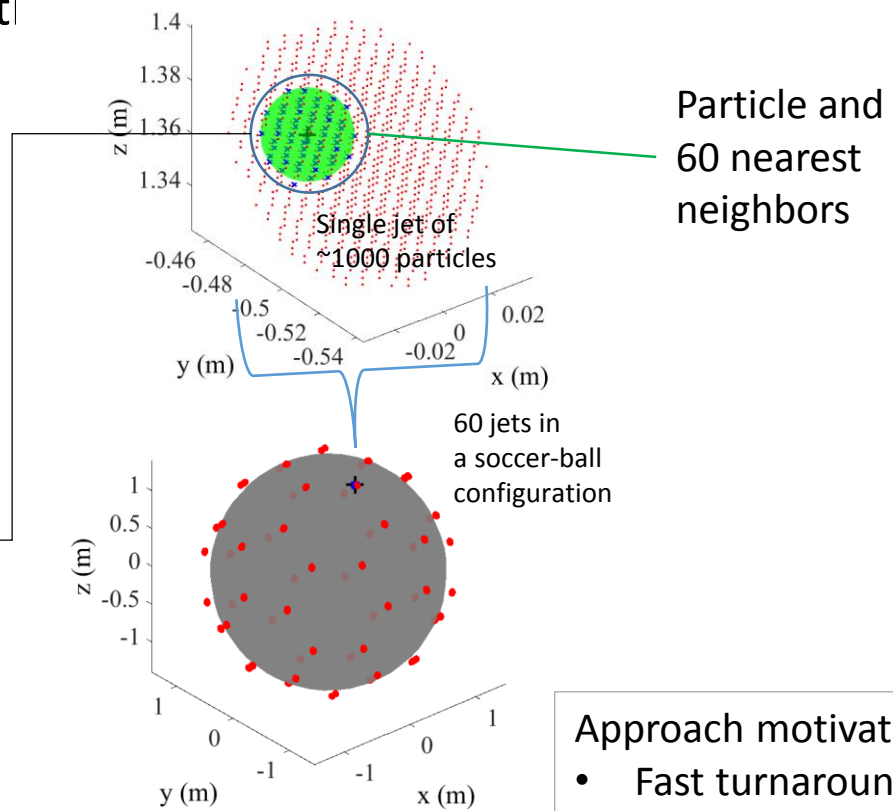 1.4
1.38
1.36
1.34
z (m)
Particle and
60 nearest
neighbors
Single jet of
~1000 particles
-0.46
-0.48
-0.5
-0.52
-0.54
y (m)
-0.02
0
0.02
x (m)
60 jets in
a soccer-ball
configuration
1
0.5
0
-0.5
-1
z (m)
1
0
-1
y (m)
-1
0
1
x (m)
Approach motivat
• Fast turnaroun